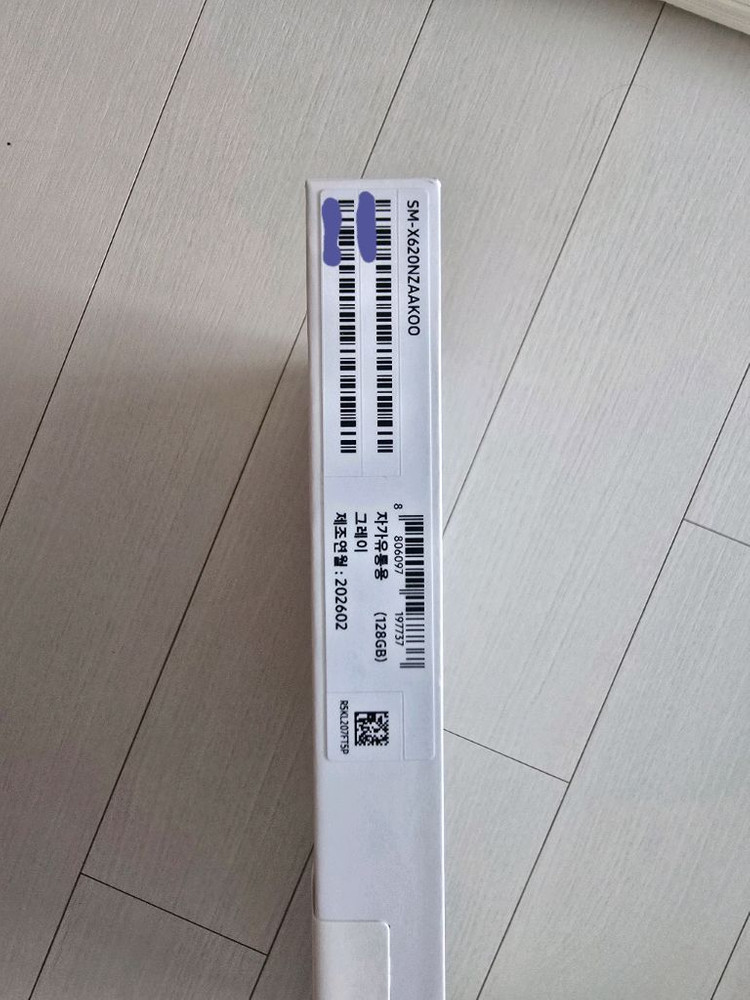 SM-X620NZAAKOO
8 806097 197737
자가유통용 (128GB)
그레이
제조연월 : 202602
R5KL207FTSP